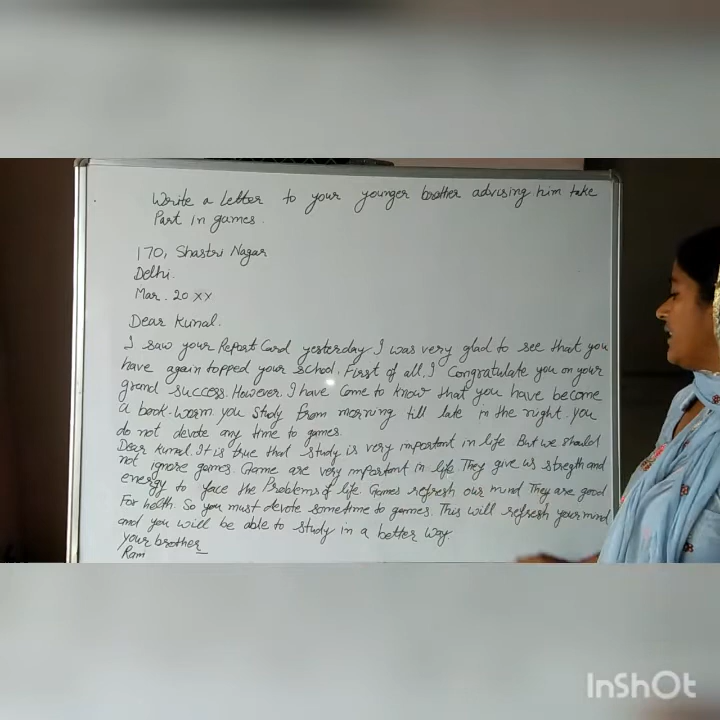 Write a letter to your younger brother advising him take
Part in games.
170, Shastri Nagar
Delhi.
Mar. 20 XY
Dear Kunal.
I saw your Report Card yesterday I was very glad to see that you
have again topped your school. First of all, I Congratulate you on your
grand success. However I have Come to know that you have become
a book-worm you study from morning till late in the night. you
do not devote any time to games.
Dear Kunal. It is true that study is very important in life. But we should
not ignore games. Game are very important in life. They give us stregth and
energy to face the Problems of life. Games refresh our mind They are good
For helth. So you must devote sometime to games. This will refresh your mind
and you will be able to study in a better way.
your brother
Ram
InShOt